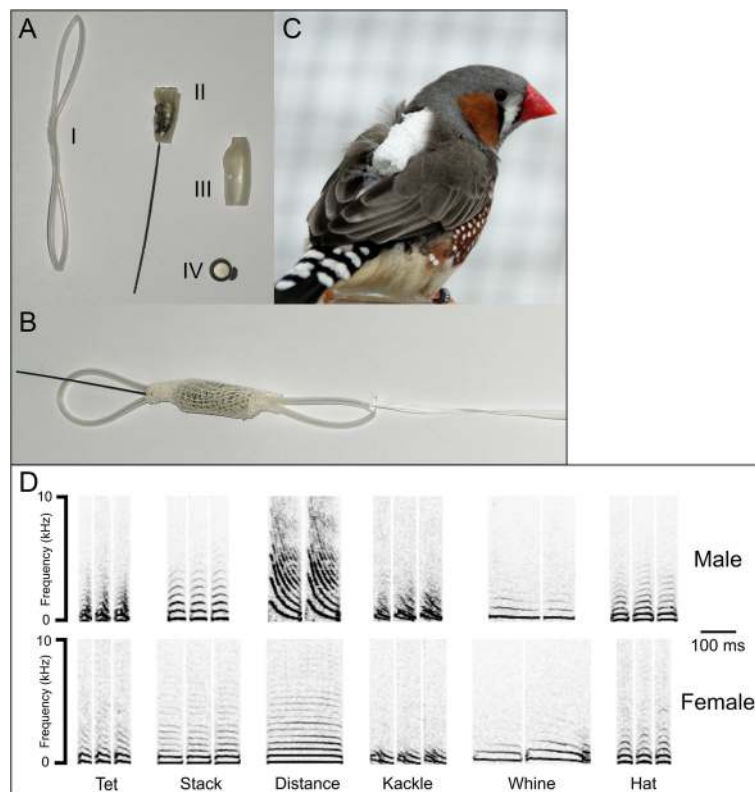 A
I
II
III
IV
C
B
D
10
Frequency (kHz)
0
Male
100 ms
10
Frequency (kHz)
0
Female
Tet Stack Distance Kackle Whine Hat